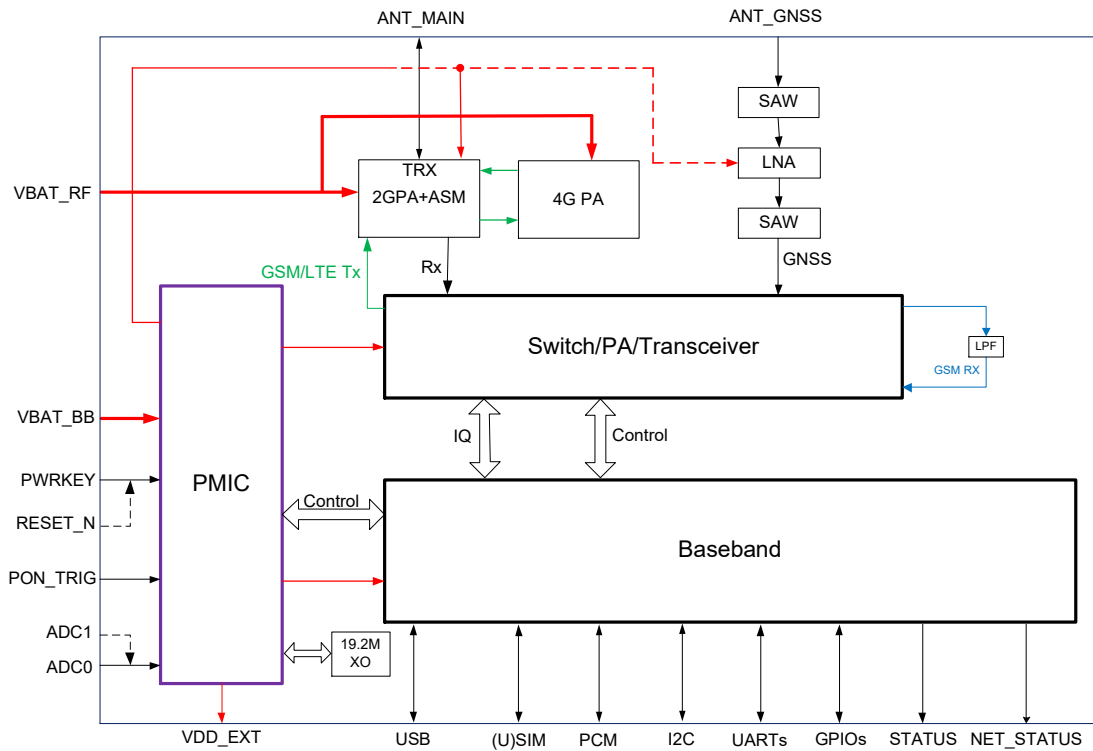 ANT_MAIN
ANT_GNSS
SAW
TRX
2GPA+ASM
4G PA
LNA
VBAT_RF
SAW
GSM/LTE Tx
Rx
GNSS
Switch/PA/Transceiver
LPF
GSM RX
VBAT_BB
IQ
Control
PWRKEY
PMIC
Control
RESET_N
Baseband
PON_TRIG
ADC1
19.2M
XO
ADC0
VDD_EXT
USB
(U)SIM
PCM
I2C
UARTs
GPIOs
STATUS
NET_STATUS